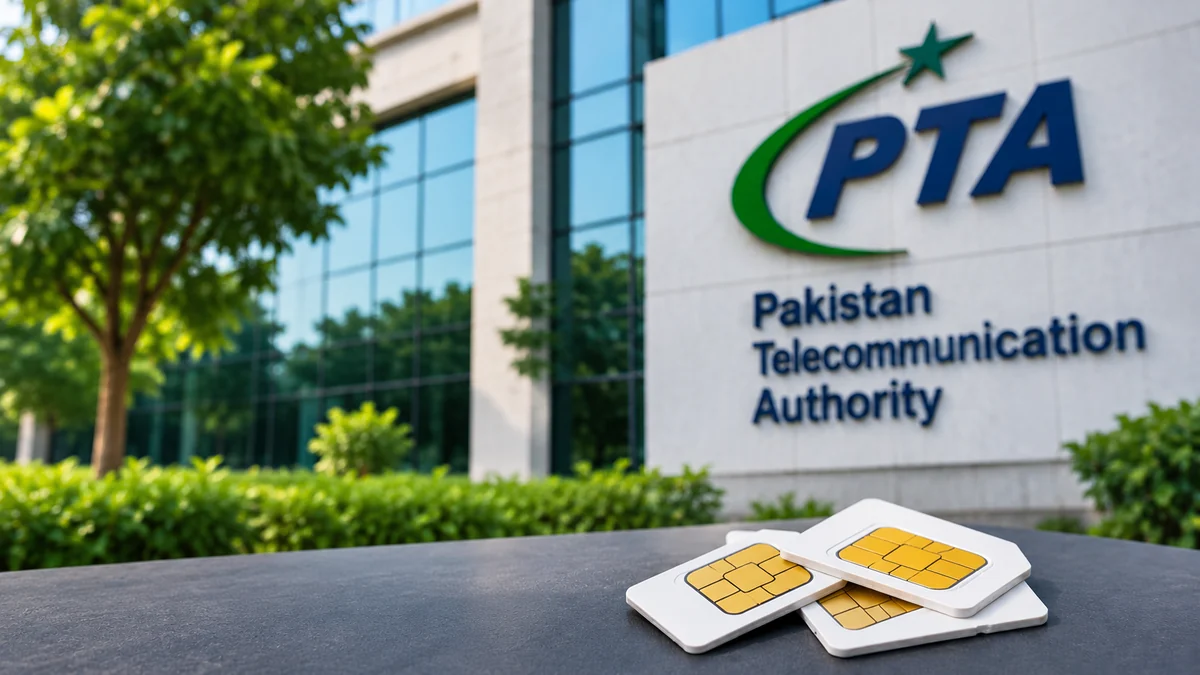 PTA
Pakistan
Telecommunication
Authority